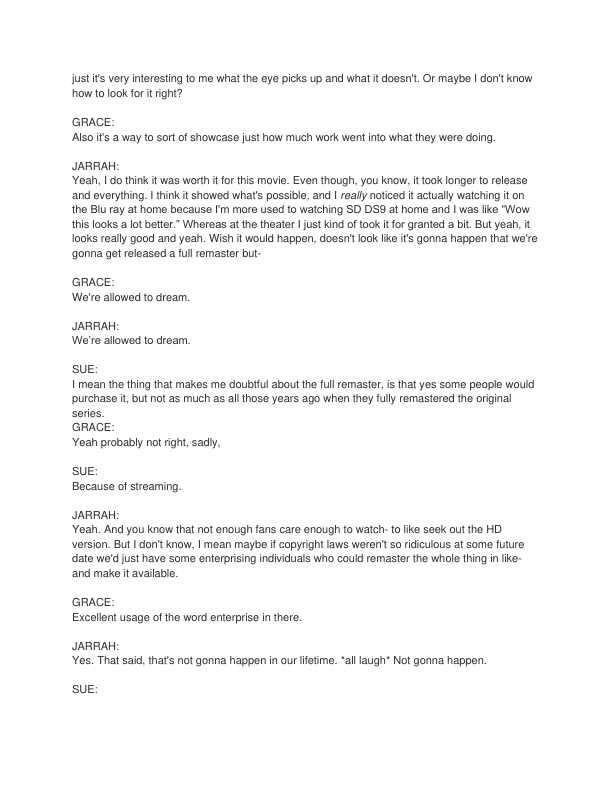 just it's very interesting to me what the eye picks up and what it doesn't. Or maybe I don't know
how to look for it right?
GRACE:
Also it's a way to sort of showcase just how much work went into what they were doing.
JARRAH:
Yeah, I do think it was worth it for this movie. Even though, you know, it took longer to release
and everything. I think it showed what's possible, and I really noticed it actually watching it on
the Blu ray at home because I'm more used to watching SD DS9 at home and I was like “Wow
this looks a lot better.” Whereas at the theater I just kind of took it for granted a bit. But yeah, it
looks really good and yeah. Wish it would happen, doesn't look like it's gonna happen that we're
gonna get released a full remaster but-
GRACE:
We're allowed to dream.
JARRAH:
We’re allowed to dream.
SUE:
I mean the thing that makes me doubtful about the full remaster, is that yes some people would
purchase it, but not as much as all those years ago when they fully remastered the original
series.
GRACE:
Yeah probably not right, sadly,
SUE:
Because of streaming.
JARRAH:
Yeah. And you know that not enough fans care enough to watch- to like seek out the HD
version. But I don't know, I mean maybe if copyright laws weren't so ridiculous at some future
date we'd just have some enterprising individuals who could remaster the whole thing in like-
and make it available.
GRACE:
Excellent usage of the word enterprise in there.
JARRAH:
Yes. That said, that's not gonna happen in our lifetime. *all laugh* Not gonna happen.
SUE: